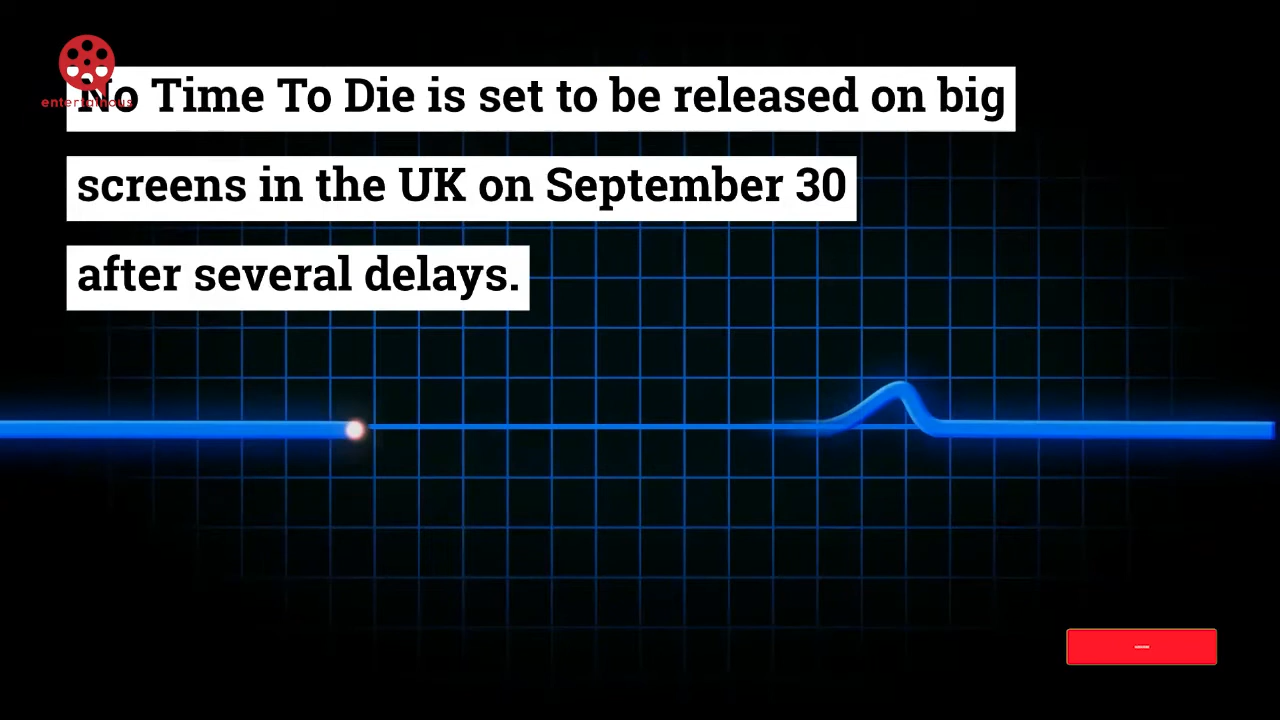 No Time To Die is set to be released on big
screens in the UK on September 30
after several delays.